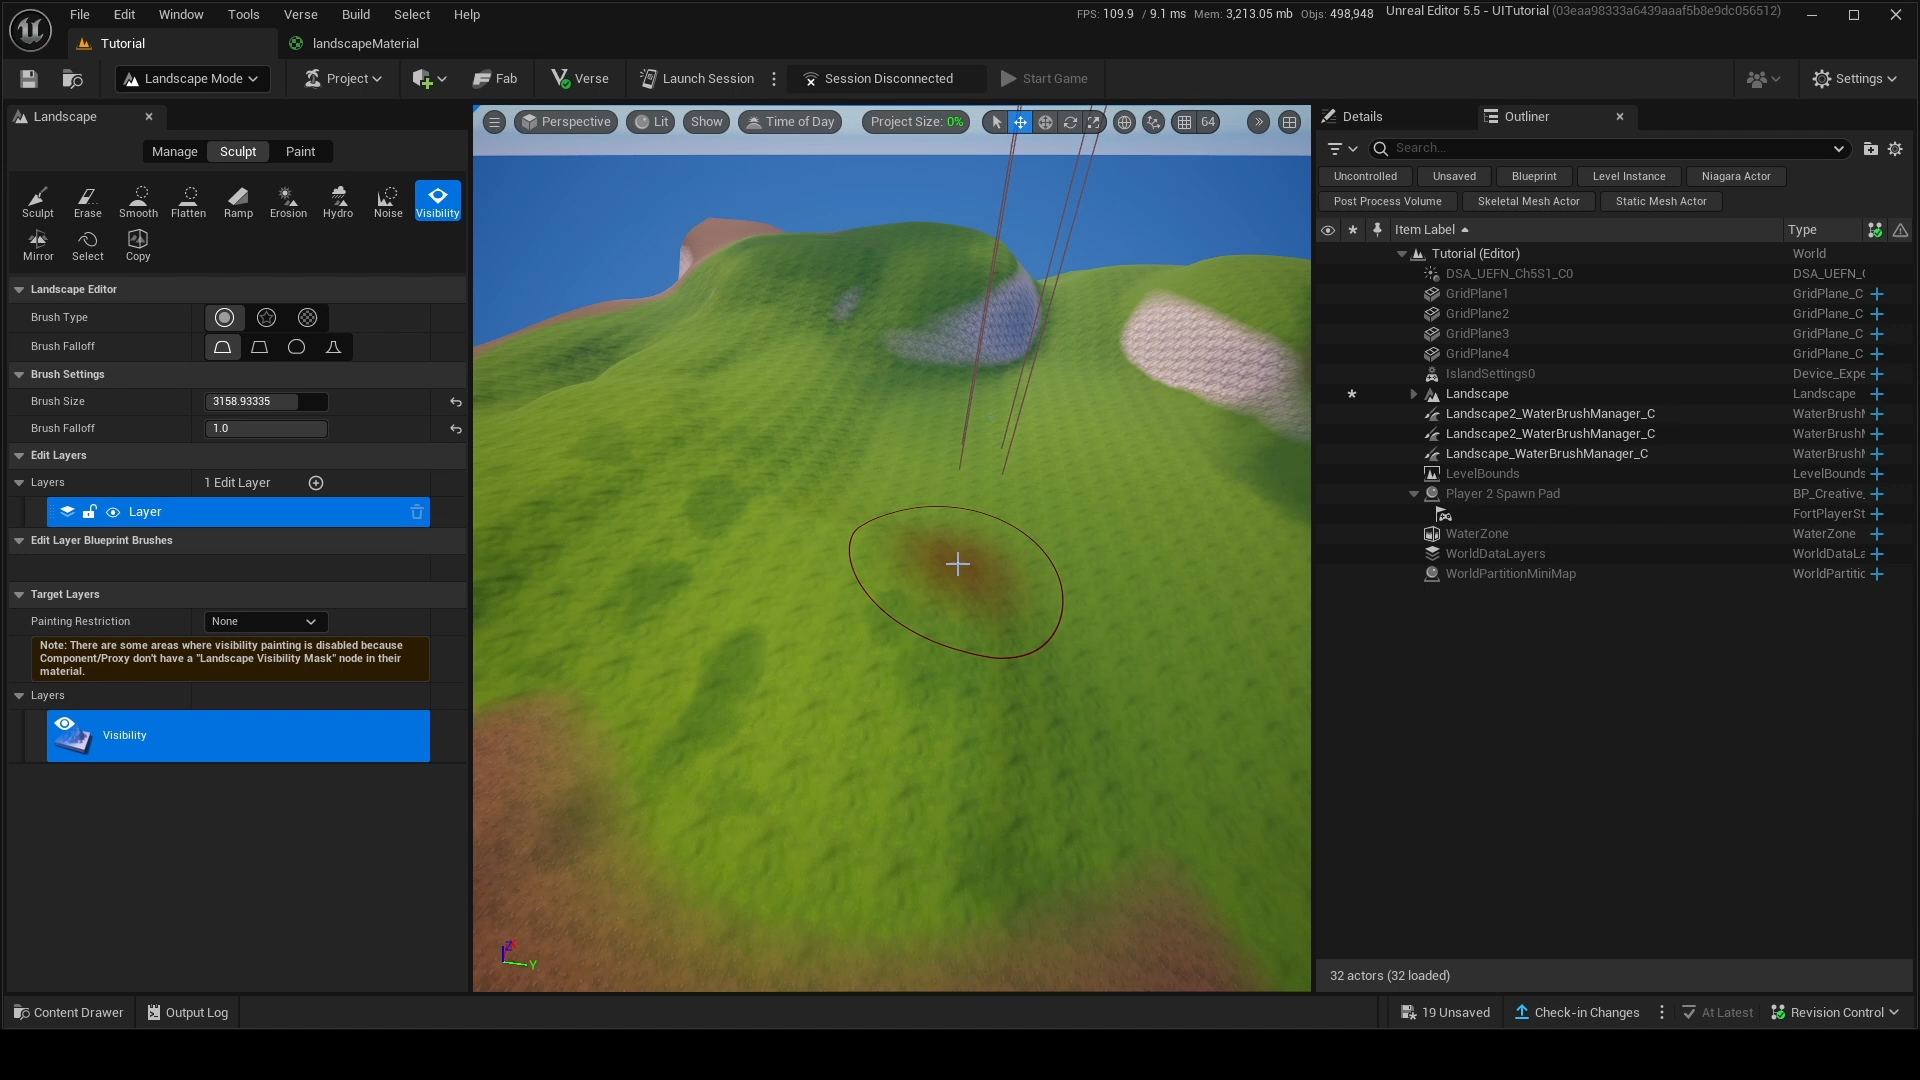 File Edit Window Tools Verse Build Select Help
FPS: 109.9 / 9.1 ms Mem: 3,213.05 mb Objs: 498,948 Unreal Editor 5.5 - UITutorial (03eaa98333a6439aaaf5b8e9dc056512)
Tutorial landscapeMaterial
Landscape Mode Project Fab Verse Launch Session Session Disconnected Start Game Settings
Landscape
Manage Sculpt Paint
Sculpt Erase Smooth Flatten Ramp Erosion Hydro Noise Visibility
Mirror Select Copy
Landscape Editor
Brush Type
Brush Falloff
Brush Settings
Brush Size 3158.93335
Brush Falloff 1.0
Edit Layers
Layers 1 Edit Layer
Layer
Edit Layer Blueprint Brushes
Target Layers
Painting Restriction None
Note: There are some areas where visibility painting is disabled because
Component/Proxy don't have a "Landscape Visibility Mask" node in their
material.
Layers
Visibility
Perspective Lit Show Time of Day Project Size: 0% 64
Z
Y
Details Outliner
Search...
Uncontrolled Unsaved Blueprint Level Instance Niagara Actor
Post Process Volume Skeletal Mesh Actor Static Mesh Actor
Item Label Type
Tutorial (Editor) World
DSA_UEFN_Ch5S1_C0 DSA_UEFN_(
GridPlane1 GridPlane_C
GridPlane2 GridPlane_C
GridPlane3 GridPlane_C
GridPlane4 GridPlane_C
IslandSettings0 Device_Expe
Landscape Landscape
Landscape2_WaterBrushManager_C WaterBrushM
Landscape2_WaterBrushManager_C WaterBrushM
Landscape_WaterBrushManager_C WaterBrushM
LevelBounds LevelBounds
Player 2 Spawn Pad BP_Creative_
FortPlayerSt
WaterZone WaterZone
WorldDataLayers WorldDataLa
WorldPartitionMiniMap WorldPartitic
32 actors (32 loaded)
Content Drawer Output Log 19 Unsaved Check-in Changes At Latest Revision Control